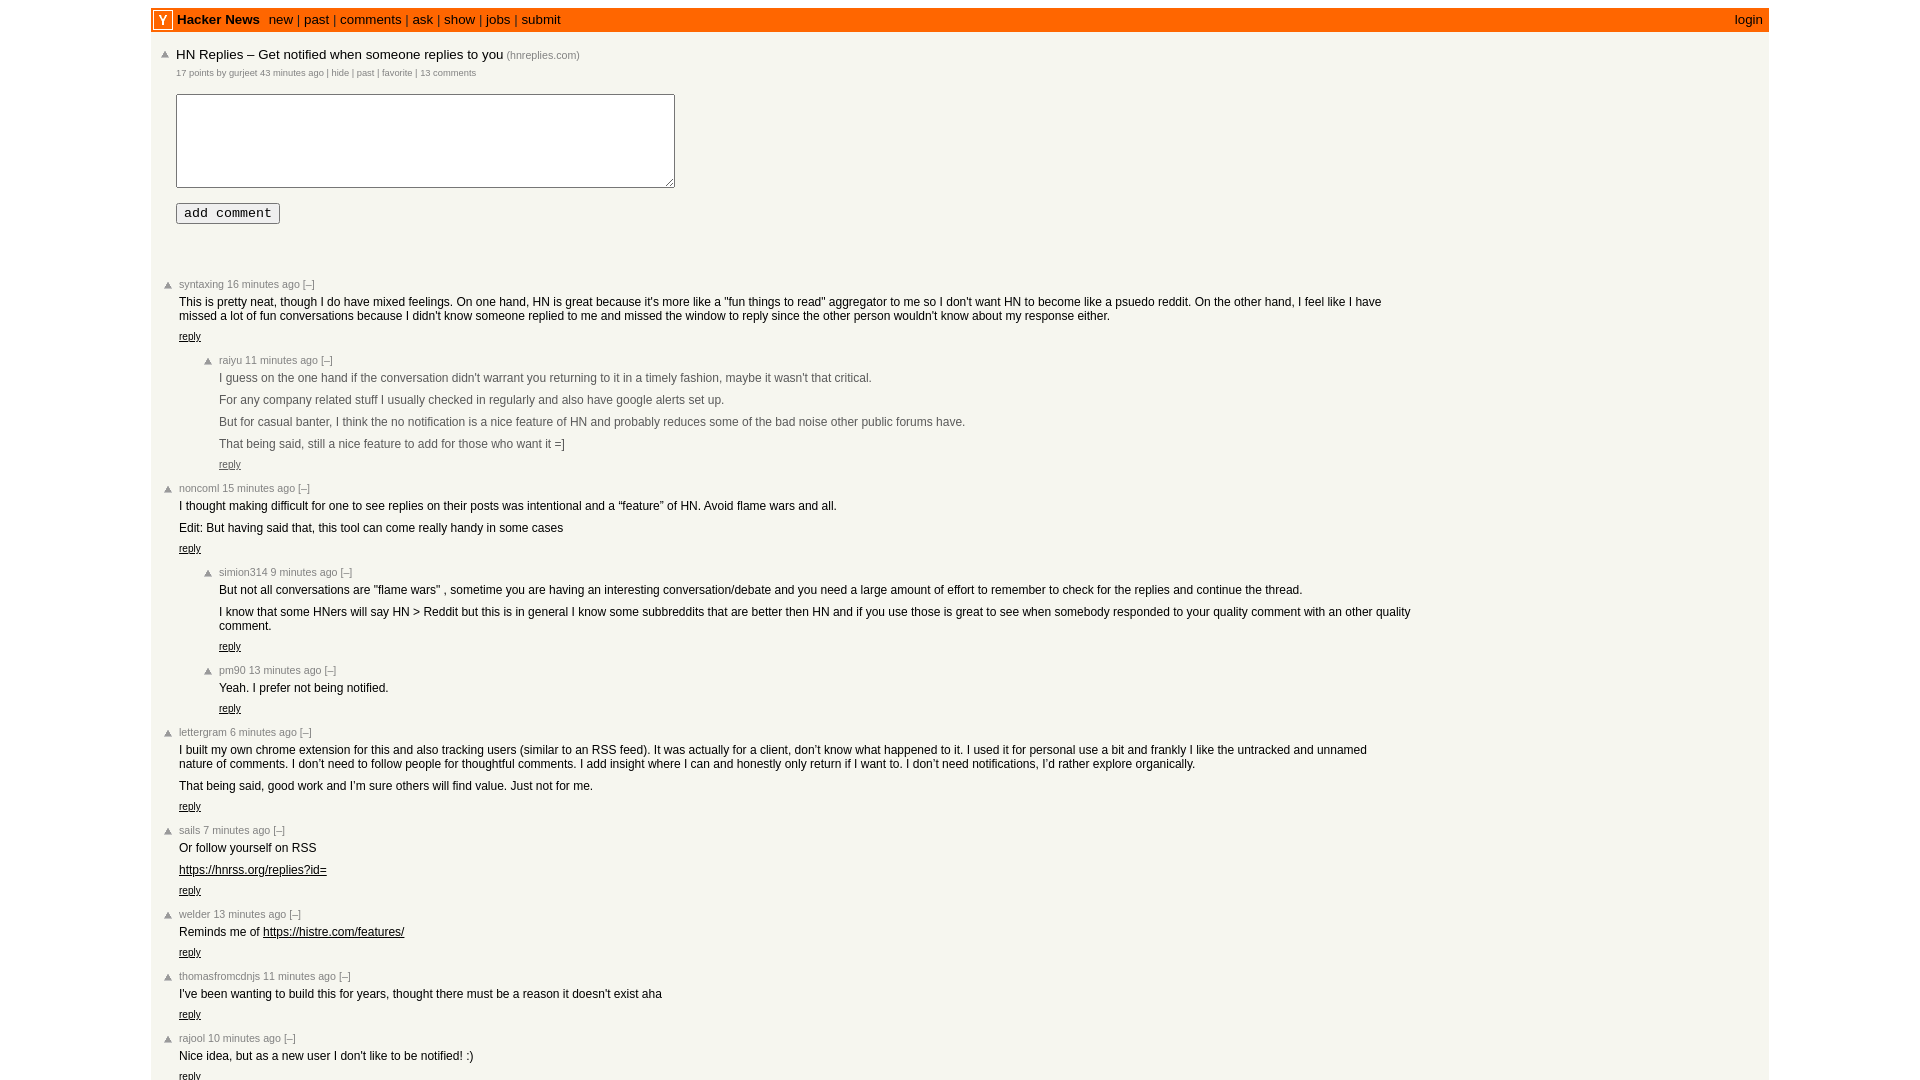 Y Hacker News new | past | comments | ask | show | jobs | submit login
HN Replies – Get notified when someone replies to you (hnreplies.com)
17 points by gurjeet 43 minutes ago | hide | past | favorite | 13 comments
add comment
syntaxing 16 minutes ago [–]
This is pretty neat, though I do have mixed feelings. On one hand, HN is great because it's more like a "fun things to read" aggregator to me so I don't want HN to become like a psuedo reddit. On the other hand, I feel like I have
missed a lot of fun conversations because I didn't know someone replied to me and missed the window to reply since the other person wouldn't know about my response either.
reply
raiyu 11 minutes ago [–]
I guess on the one hand if the conversation didn't warrant you returning to it in a timely fashion, maybe it wasn't that critical.
For any company related stuff I usually checked in regularly and also have google alerts set up.
But for casual banter, I think the no notification is a nice feature of HN and probably reduces some of the bad noise other public forums have.
That being said, still a nice feature to add for those who want it =]
reply
noncoml 15 minutes ago [–]
I thought making difficult for one to see replies on their posts was intentional and a “feature” of HN. Avoid flame wars and all.
Edit: But having said that, this tool can come really handy in some cases
reply
simion314 9 minutes ago [–]
But not all conversations are "flame wars" , sometime you are having an interesting conversation/debate and you need a large amount of effort to remember to check for the replies and continue the thread.
I know that some HNers will say HN > Reddit but this is in general I know some subbreddits that are better then HN and if you use those is great to see when somebody responded to your quality comment with an other quality
comment.
reply
pm90 13 minutes ago [–]
Yeah. I prefer not being notified.
reply
lettergram 6 minutes ago [–]
I built my own chrome extension for this and also tracking users (similar to an RSS feed). It was actually for a client, don’t know what happened to it. I used it for personal use a bit and frankly I like the untracked and unnamed
nature of comments. I don’t need to follow people for thoughtful comments. I add insight where I can and honestly only return if I want to. I don’t need notifications, I’d rather explore organically.
That being said, good work and I’m sure others will find value. Just not for me.
reply
sails 7 minutes ago [–]
Or follow yourself on RSS
https://hnrss.org/replies?id=
reply
welder 13 minutes ago [–]
Reminds me of https://histre.com/features/
reply
thomasfromcdnjs 11 minutes ago [–]
I've been wanting to build this for years, thought there must be a reason it doesn't exist aha
reply
rajool 10 minutes ago [–]
Nice idea, but as a new user I don't like to be notified! :)
reply